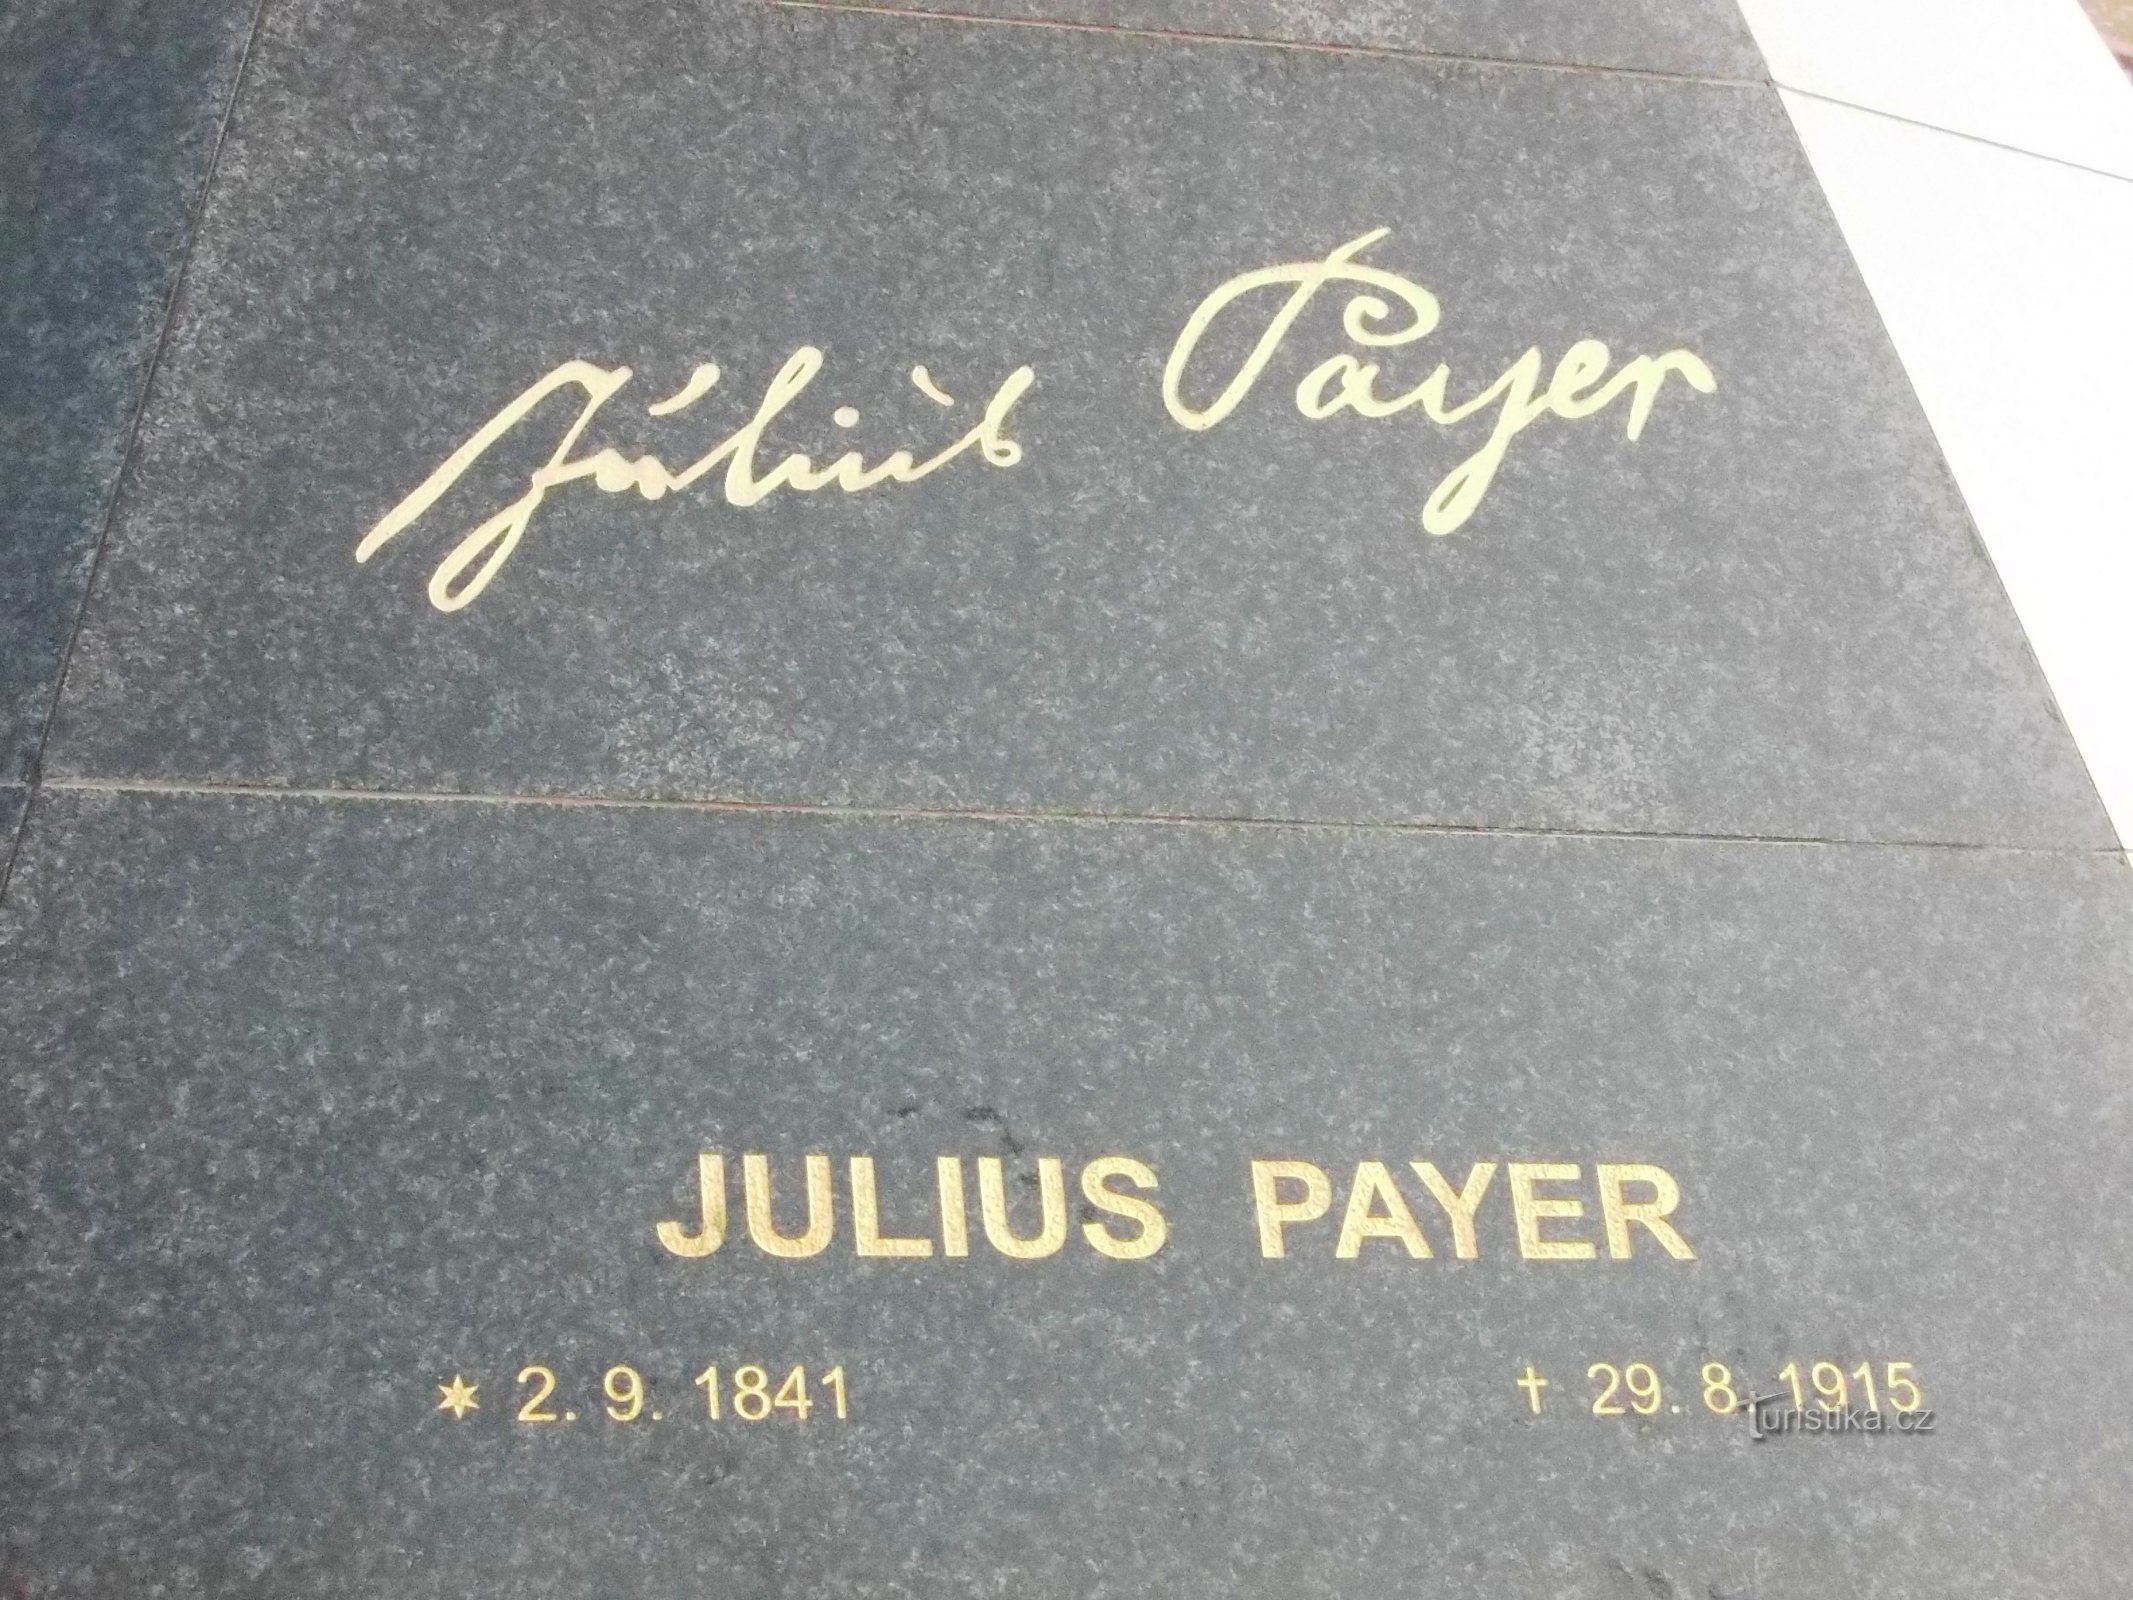 Julius Payer
JULIUS PAYER
✶ 2. 9. 1841 † 29. 8. 1915
Turistika.cz